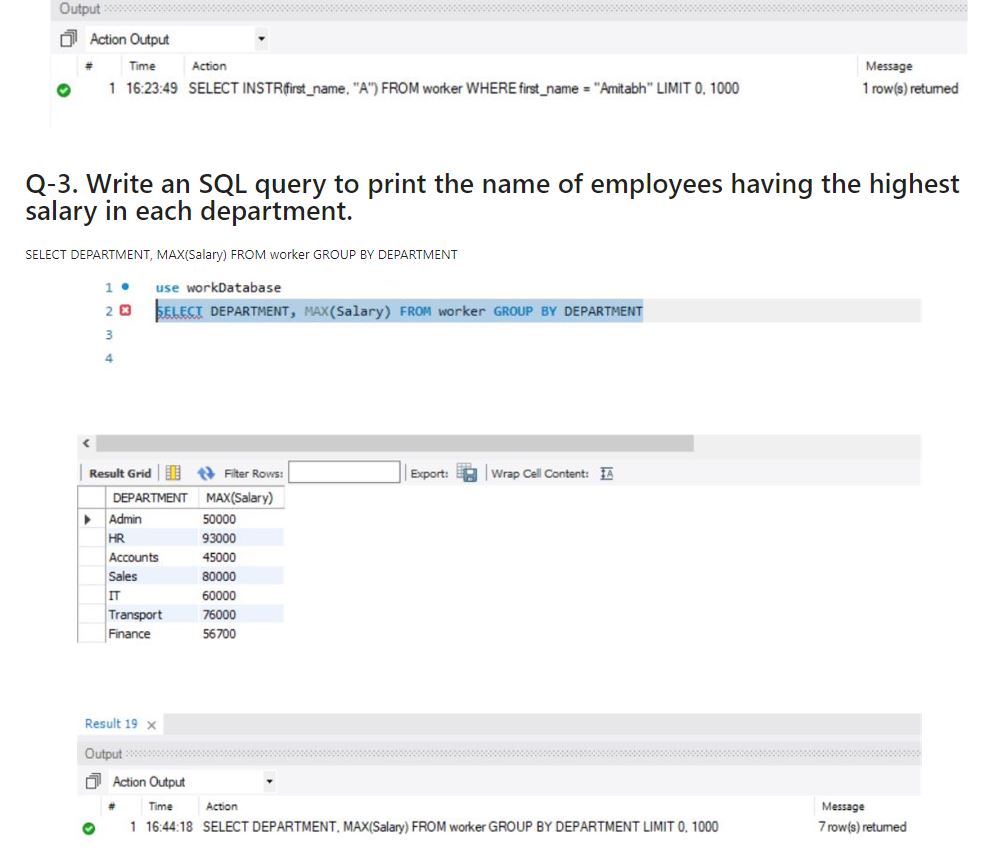 Output
Action Output
# Time Action Message
1 16:23:49 SELECT INSTR(first_name, "A") FROM worker WHERE first_name = "Amitabh" LIMIT 0, 1000 1 row(s) returned
Q-3. Write an SQL query to print the name of employees having the highest
salary in each department.
SELECT DEPARTMENT, MAX(Salary) FROM worker GROUP BY DEPARTMENT
1 use workDatabase
2 SELECT DEPARTMENT, MAX(Salary) FROM worker GROUP BY DEPARTMENT
3
4
Result Grid Filter Rows: Export: Wrap Cell Content:
DEPARTMENT MAX(Salary)
Admin 50000
HR 93000
Accounts 45000
Sales 80000
IT 60000
Transport 76000
Finance 56700
Result 19
Output
Action Output
# Time Action Message
1 16:44:18 SELECT DEPARTMENT, MAX(Salary) FROM worker GROUP BY DEPARTMENT LIMIT 0, 1000 7 row(s) returned